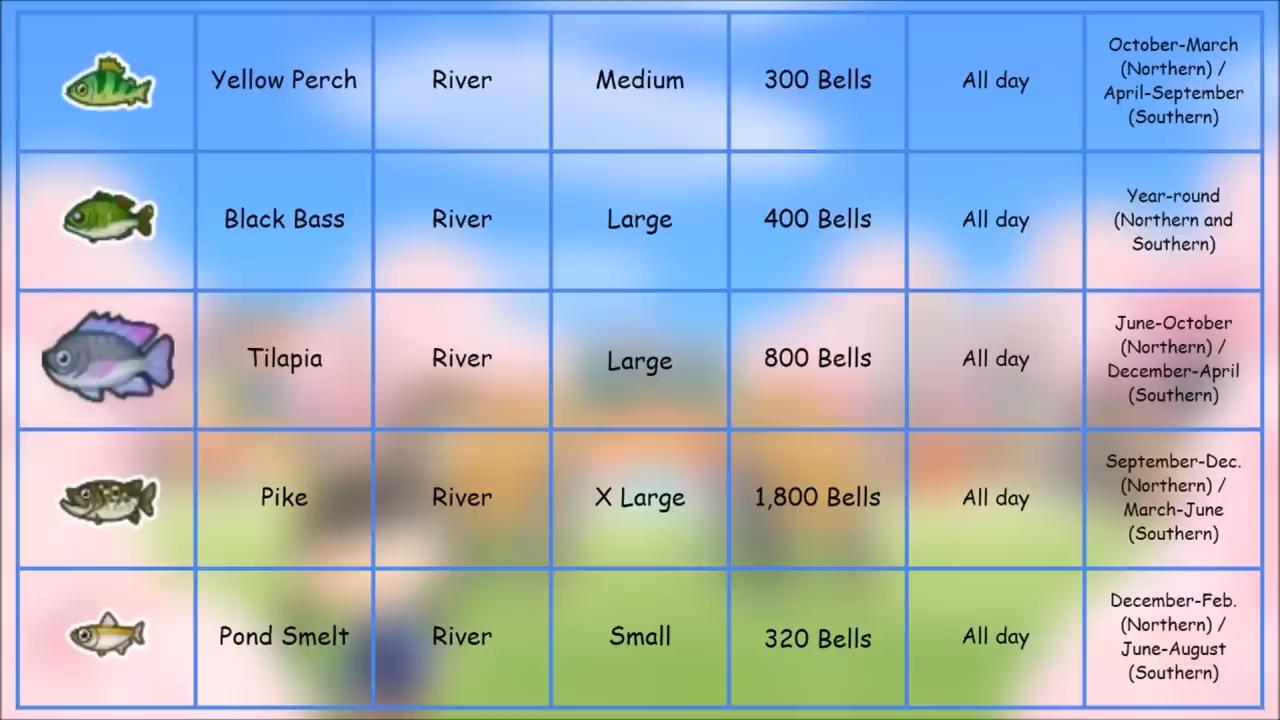 Yellow Perch
River
Medium
300 Bells
All day
October-March
(Northern) /
April-September
(Southern)
Black Bass
River
Large
400 Bells
All day
Year-round
(Northern and
Southern)
Tilapia
River
Large
800 Bells
All day
June-October
(Northern) /
December-April
(Southern)
Pike
River
X Large
1,800 Bells
All day
September-Dec.
(Northern) /
March-June
(Southern)
Pond Smelt
River
Small
320 Bells
All day
December-Feb.
(Northern) /
June-August
(Southern)